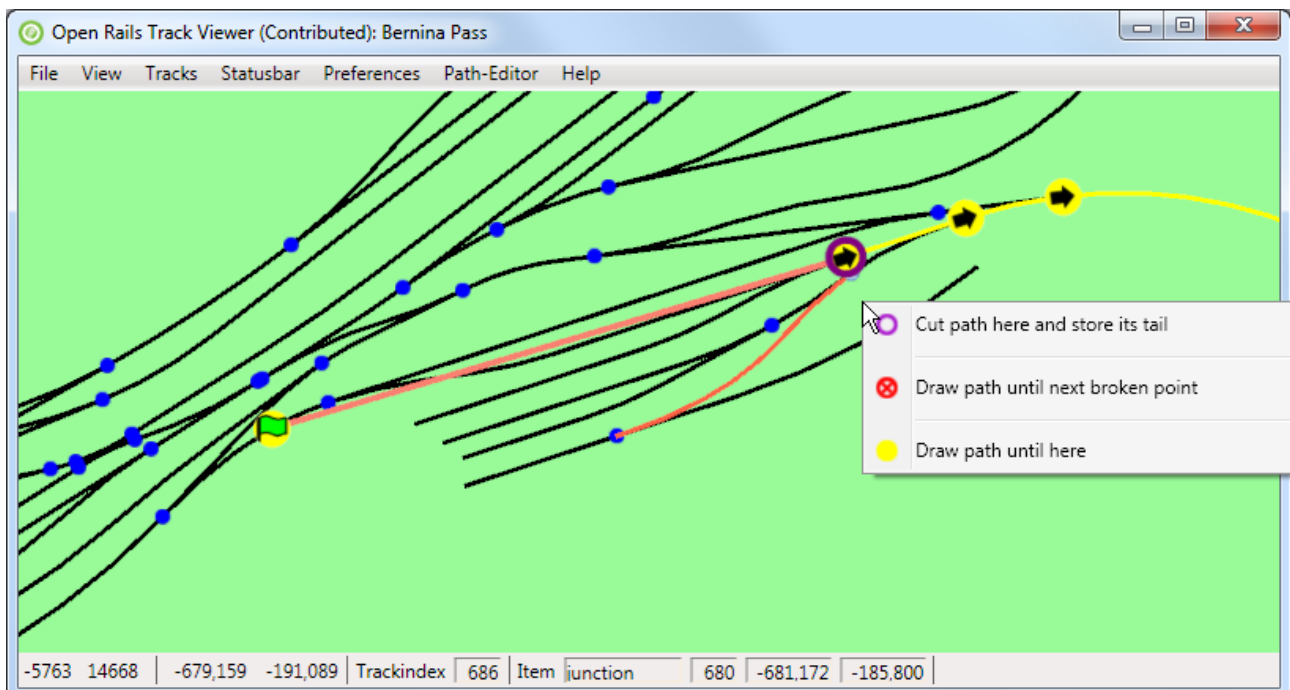 Open Rails Track Viewer (Contributed): Bernina Pass
File View Tracks Statusbar Preferences Path-Editor Help
Cut path here and store its tail
Draw path until next broken point
Draw path until here
-5763 14668 -679,159 -191,089 Trackindex 686 Item junction 680 -681,172 -185,800